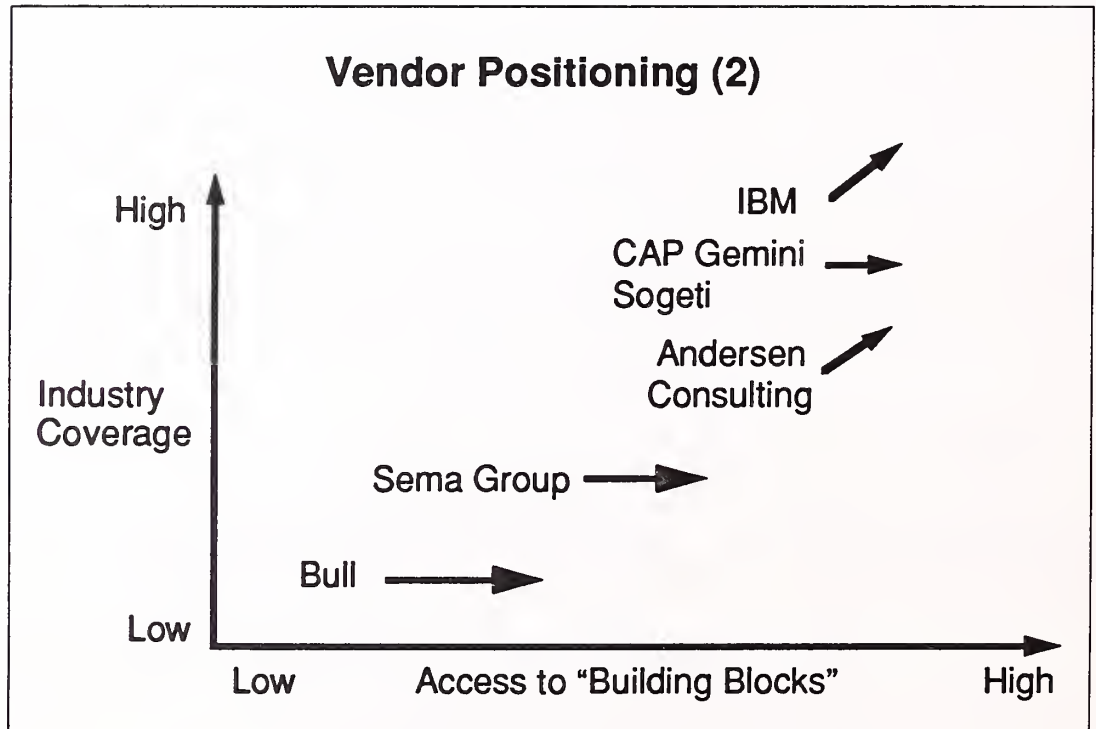 Vendor Positioning (2)
High
IBM
CAP Gemini
Sogeti
Andersen
Consulting
Industry
Coverage
Sema Group
Bull
Low
Low
Access to “Building Blocks”
High